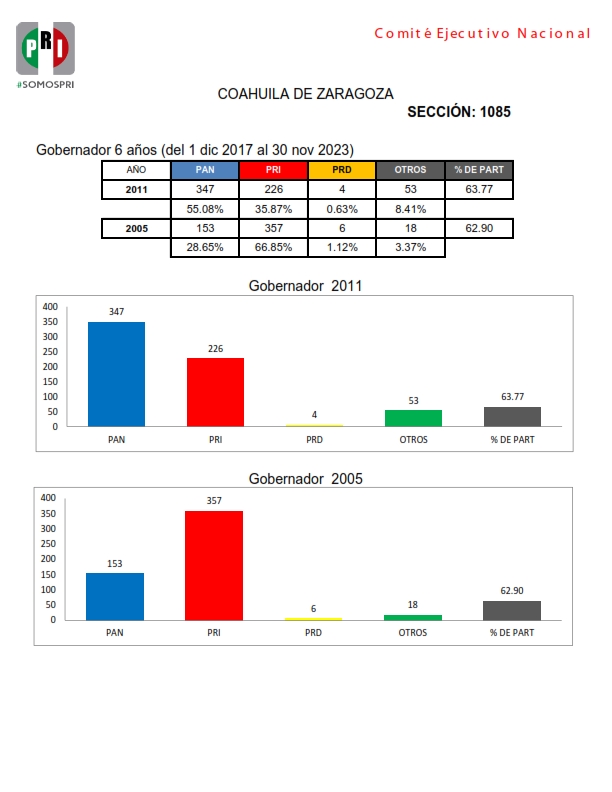 PRI
#SOMOSPRI
Comité Ejecutivo Nacional
COAHUILA DE ZARAGOZA
SECCIÓN: 1085
Gobernador 6 años (del 1 dic 2017 al 30 nov 2023)
AÑO PAN PRI PRD OTROS % DE PART
2011 347 226 4 53 63.77
55.08% 35.87% 0.63% 8.41%
2005 153 357 6 18 62.90
28.65% 66.85% 1.12% 3.37%
Gobernador 2011
400
350
300
250
200
150
100
50
0
347
226
4
53
63.77
PAN PRI PRD OTROS % DE PART
Gobernador 2005
400
350
300
250
200
150
100
50
0
153
357
6
18
62.90
PAN PRI PRD OTROS % DE PART